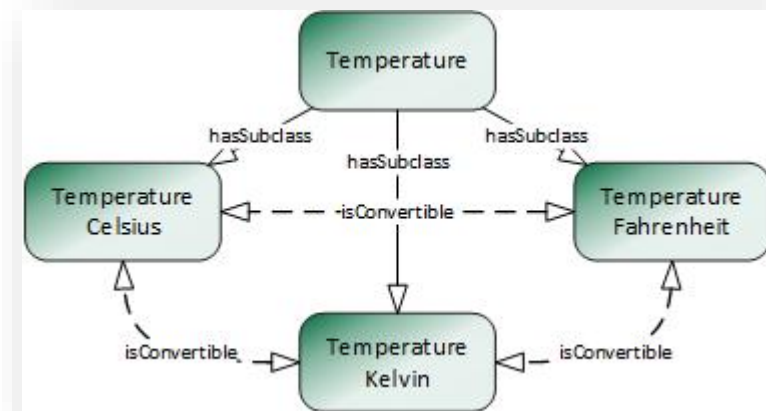 Temperature
hasSubclass
hasSubclass
hasSubclass
Temperature
Celsius
isConvertible
Temperature
Fahrenheit
isConvertible
Temperature
Kelvin
isConvertible